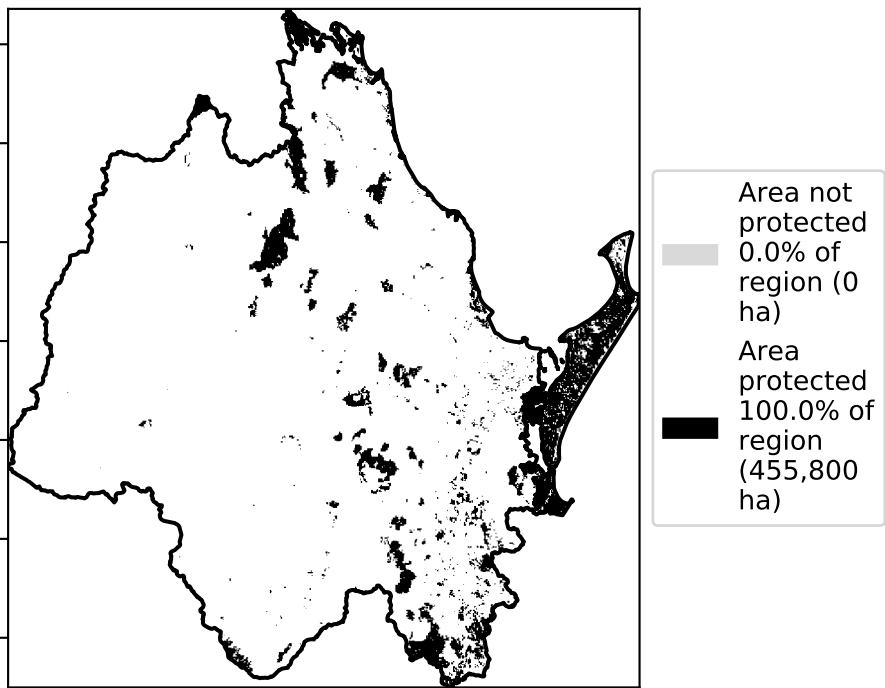 Area not
protected
0.0% of
region (0
ha)
Area
protected
100.0% of
region
(455,800
ha)